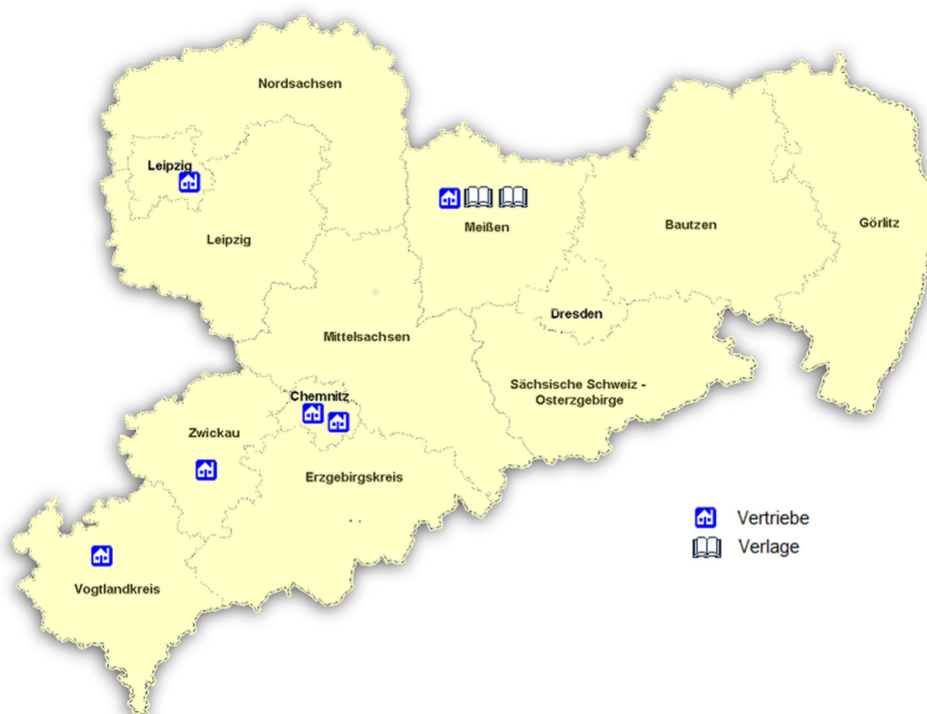 Nordsachsen
Leipzig
Leipzig
Meißen
Bautzen
Görlitz
Dresden
Mittelsachsen
Sächsische Schweiz -
Osterzgebirge
Chemnitz
Zwickau
Erzgebirgskreis
Vogtlandkreis
Vertriebe
Verlage